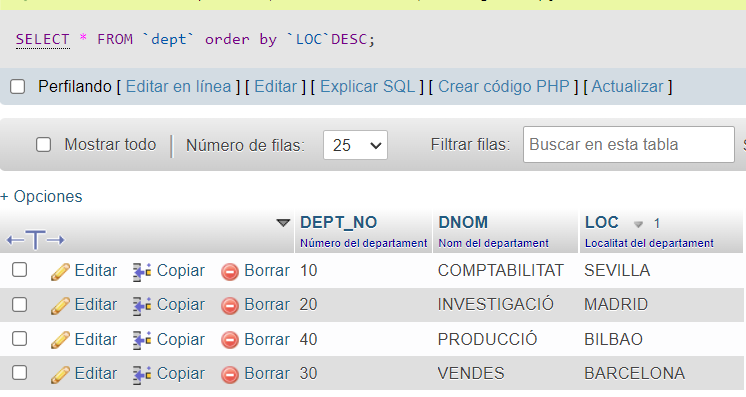 SELECT * FROM `dept` order by `LOC`DESC;
Perfilando [ Editar en línea ] [ Editar ] [ Explicar SQL ] [ Crear código PHP ] [ Actualizar ]
Mostrar todo Número de filas: 25 Filtrar filas: Buscar en esta tabla
+ Opciones
←T→ DEPT_NO DNOM LOC 1
Número del departament Nom del departament Localitat del departament
Editar Copiar Borrar 10 COMPTABILITAT SEVILLA
Editar Copiar Borrar 20 INVESTIGACIÓ MADRID
Editar Copiar Borrar 40 PRODUCCIÓ BILBAO
Editar Copiar Borrar 30 VENDES BARCELONA